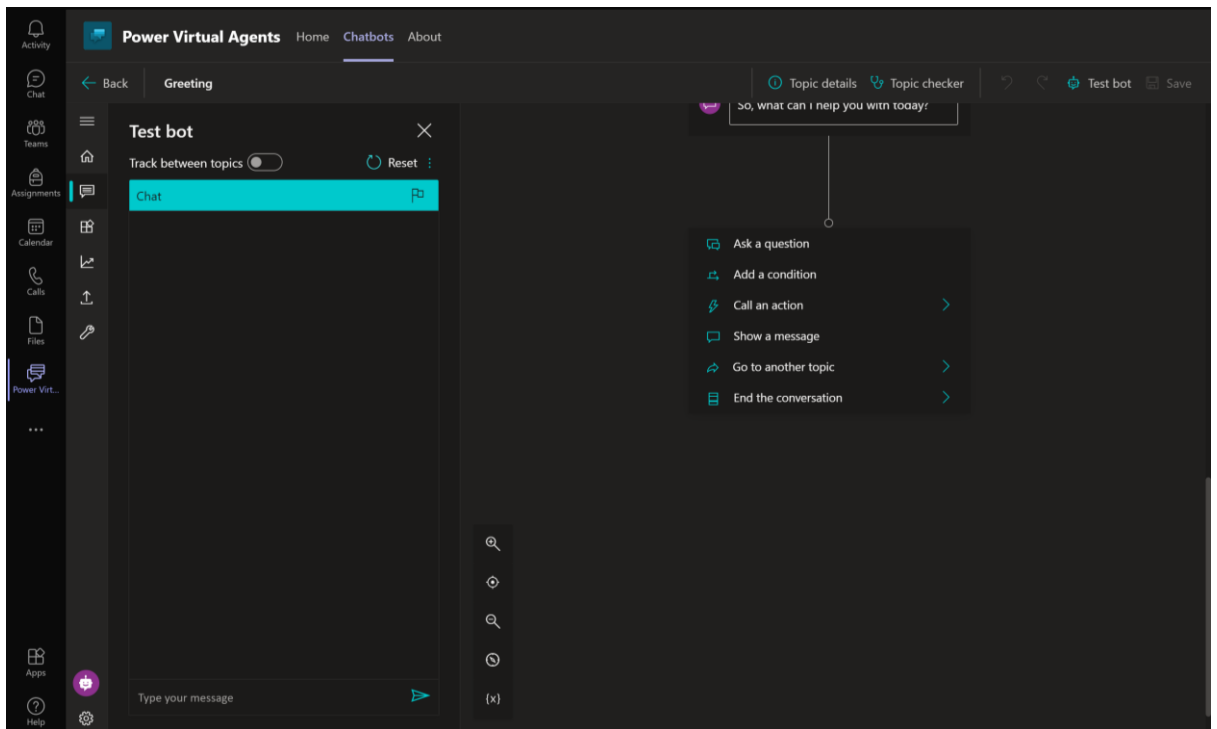 Activity
Chat
Teams
Assignments
Calendar
Calls
Files
Power Virt...
Apps
Help
Power Virtual Agents Home Chatbots About
Back Greeting Topic details Topic checker Test bot Save
Test bot
Track between topics Reset
Chat
Type your message
So, what can I help you with today?
Ask a question
Add a condition
Call an action
Show a message
Go to another topic
End the conversation
{x}